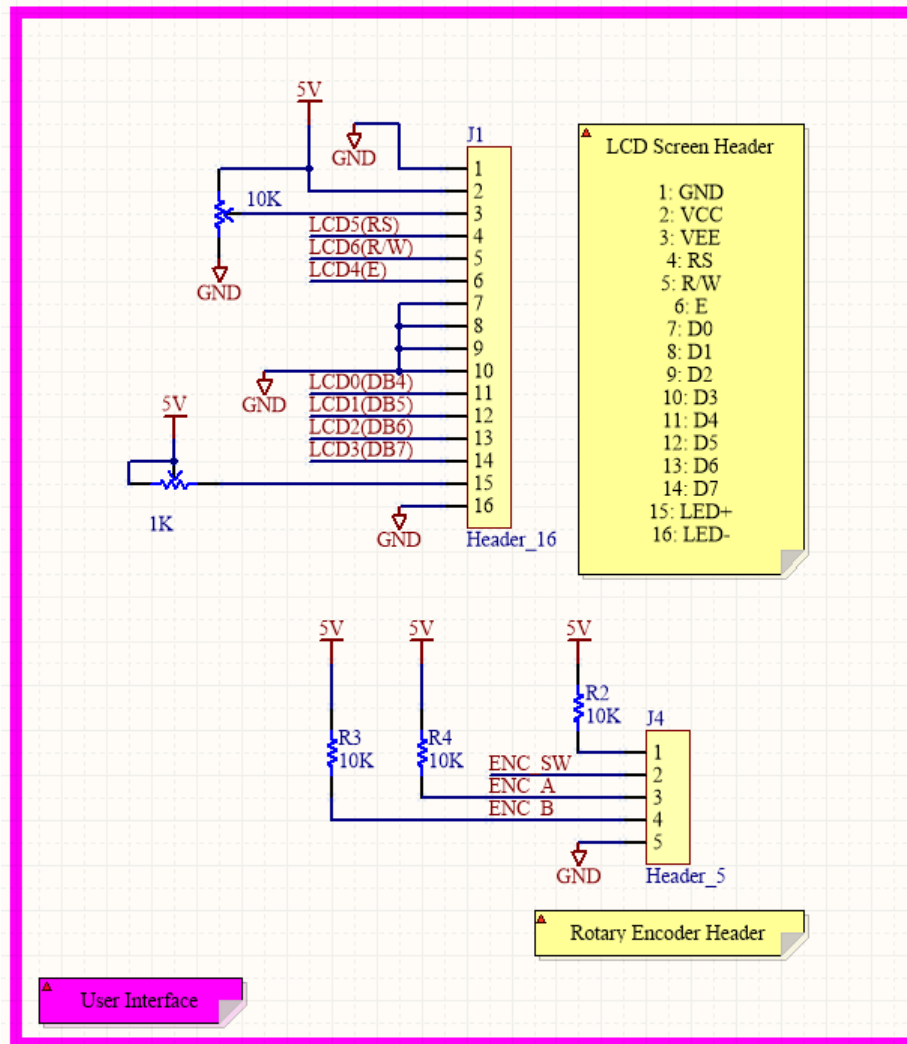 5V
J1
GND
1
2
10K
3
LCD5(RS)
4
LCD6(R/W)
5
LCD4(E)
6
GND
7
8
9
10
GND
LCD0(DB4)
11
LCD1(DB5)
12
5V
LCD2(DB6)
13
LCD3(DB7)
14
15
1K
16
GND
Header_16
LCD Screen Header
1: GND
2: VCC
3: VEE
4: RS
5: R/W
6: E
7: D0
8: D1
9: D2
10: D3
11: D4
12: D5
13: D6
14: D7
15: LED+
16: LED-
5V
5V
5V
R2
10K
J4
R3
10K
R4
10K
1
ENC_SW
2
ENC_A
3
ENC_B
4
5
GND
Header_5
Rotary Encoder Header
User Interface